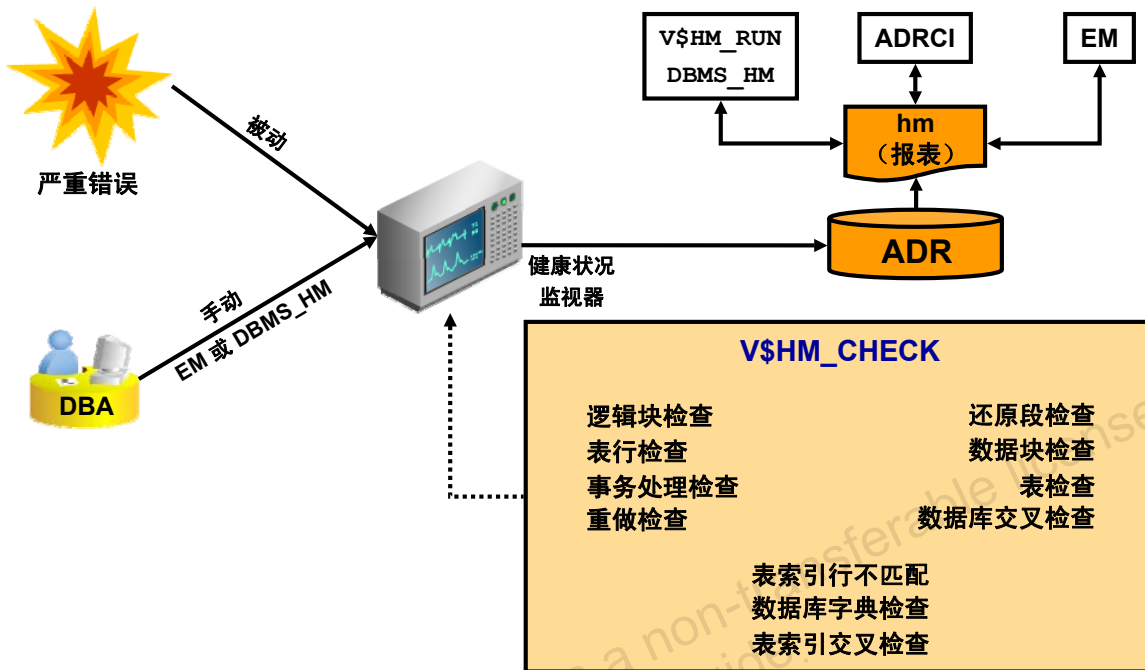 V$HM_RUN
DBMS_HM
ADRCI
EM
hm
（报表）
ADR
被动
严重错误
健康状况
监视器
手动
EM 或 DBMS_HM
DBA
V$HM_CHECK
逻辑块检查
表行检查
事务处理检查
重做检查
还原段检查
数据块检查
表检查
数据库交叉检查
表索引行不匹配
数据库字典检查
表索引交叉检查
a non-transferable license